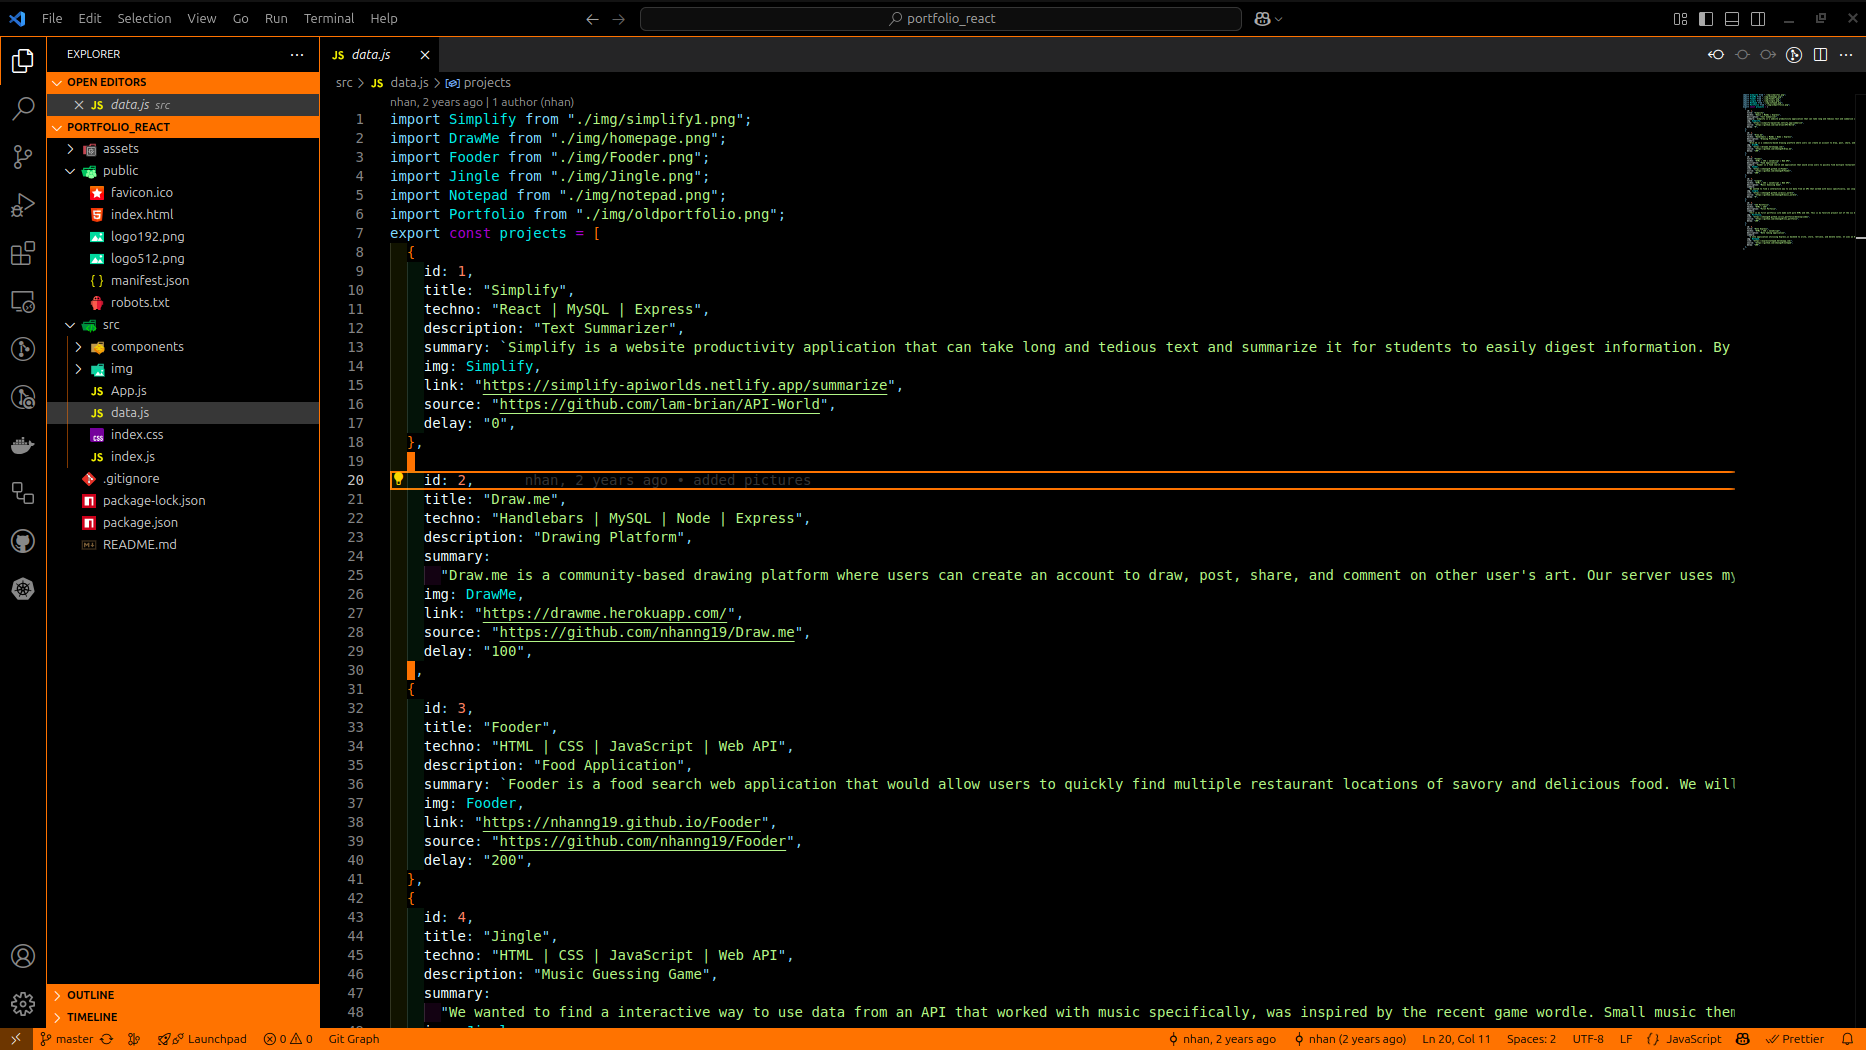 File Edit Selection View Go Run Terminal Help
portfolio_react
EXPLORER
OPEN EDITORS
JS data.js src
PORTFOLIO_REACT
assets
public
favicon.ico
index.html
logo192.png
logo512.png
manifest.json
robots.txt
src
components
img
JS App.js
JS data.js
index.css
JS index.js
.gitignore
package-lock.json
package.json
README.md
OUTLINE
TIMELINE
JS data.js
src > JS data.js > projects
nhan, 2 years ago | 1 author (nhan)
1 import Simplify from "./img/simplify1.png";
2 import DrawMe from "./img/homepage.png";
3 import Fooder from "./img/Fooder.png";
4 import Jingle from "./img/Jingle.png";
5 import Notepad from "./img/notepad.png";
6 import Portfolio from "./img/oldportfolio.png";
7 export const projects = [
8 {
9 id: 1,
10 title: "Simplify",
11 techno: "React | MySQL | Express",
12 description: "Text Summarizer",
13 summary: `Simplify is a website productivity application that can take long and tedious text and summarize it for students to easily digest information. By
14 img: Simplify,
15 link: "https://simplify-apiworlds.netlify.app/summarize",
16 source: "https://github.com/lam-brian/API-World",
17 delay: "0",
18 },
19
20 id: 2, nhan, 2 years ago • added pictures
21 title: "Draw.me",
22 techno: "Handlebars | MySQL | Node | Express",
23 description: "Drawing Platform",
24 summary:
25 "Draw.me is a community-based drawing platform where users can create an account to draw, post, share, and comment on other user's art. Our server uses my
26 img: DrawMe,
27 link: "https://drawme.herokuapp.com/",
28 source: "https://github.com/nhanng19/Draw.me",
29 delay: "100",
30 ,
31 {
32 id: 3,
33 title: "Fooder",
34 techno: "HTML | CSS | JavaScript | Web API",
35 description: "Food Application",
36 summary: `Fooder is a food search web application that would allow users to quickly find multiple restaurant locations of savory and delicious food. We will
37 img: Fooder,
38 link: "https://nhanng19.github.io/Fooder",
39 source: "https://github.com/nhanng19/Fooder",
40 delay: "200",
41 },
42 {
43 id: 4,
44 title: "Jingle",
45 techno: "HTML | CSS | JavaScript | Web API",
46 description: "Music Guessing Game",
47 summary:
48 "We wanted to find a interactive way to use data from an API that worked with music specifically, was inspired by the recent game wordle. Small music them
master Launchpad 0 0 Git Graph nhan, 2 years ago nhan (2 years ago) Ln 20, Col 11 Spaces: 2 UTF-8 LF {} JavaScript Prettier